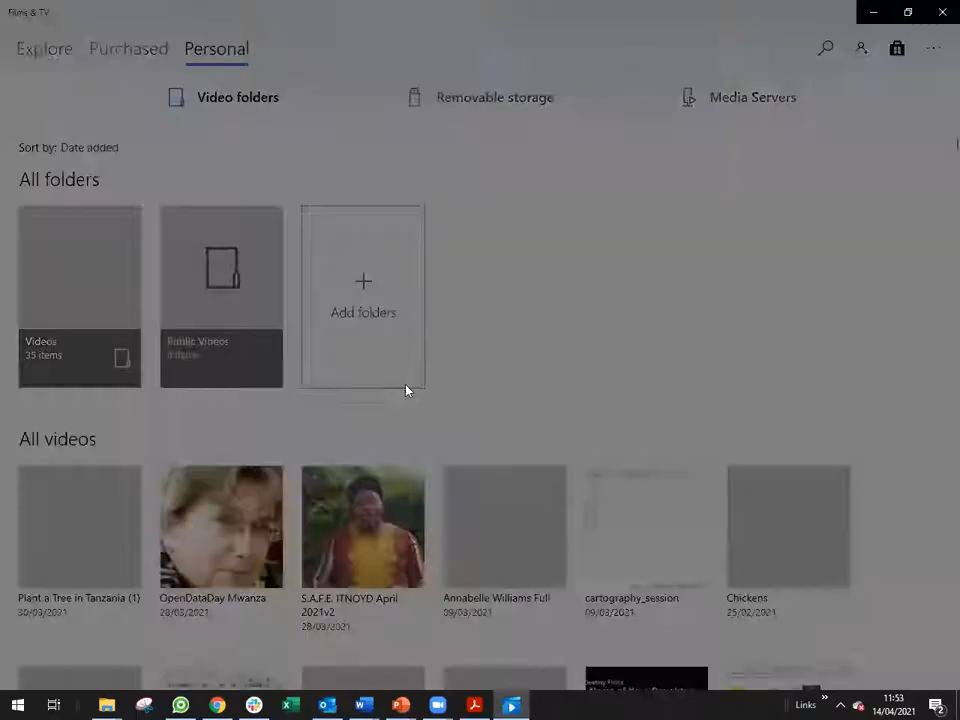 Films & TV
Explore Purchased Personal
Video folders Removable storage Media Servers
Sort by: Date added
All folders
Videos
35 items
Public Videos
Add folders
All videos
Plant a Tree in Tanzania (1)
30/03/2021
OpenDataDay Mwanza
28/03/2021
S.A.F.E. ITNOYD April
2021v2
28/03/2021
Annabelle Williams Full
09/03/2021
cartography_session
09/03/2021
Chickens
25/02/2021
Links
11:53
14/04/2021
2